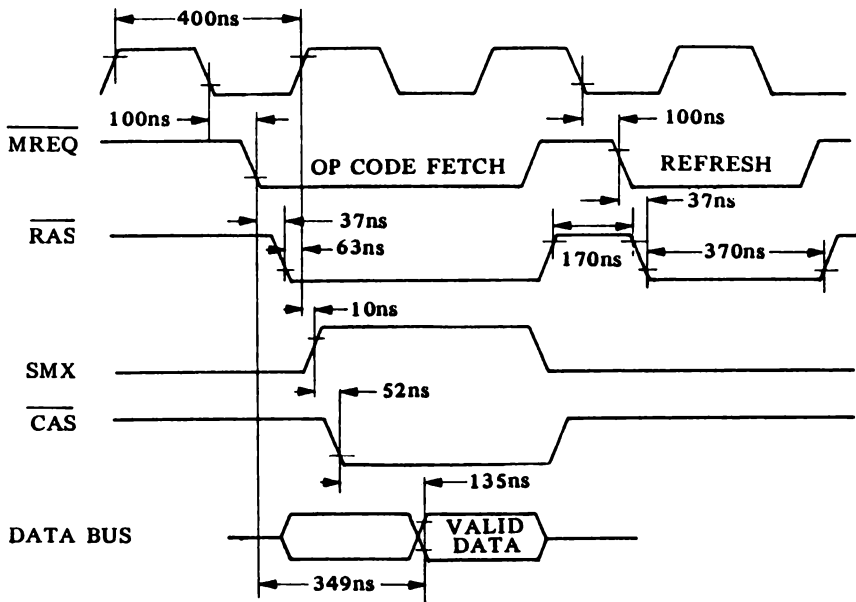 400ns
100ns
100ns
MREQ
OP CODE FETCH
REFRESH
37ns
37ns
RAS
63ns
170ns
370ns
10ns
SMX
52ns
CAS
135ns
DATA BUS
VALID
DATA
349ns